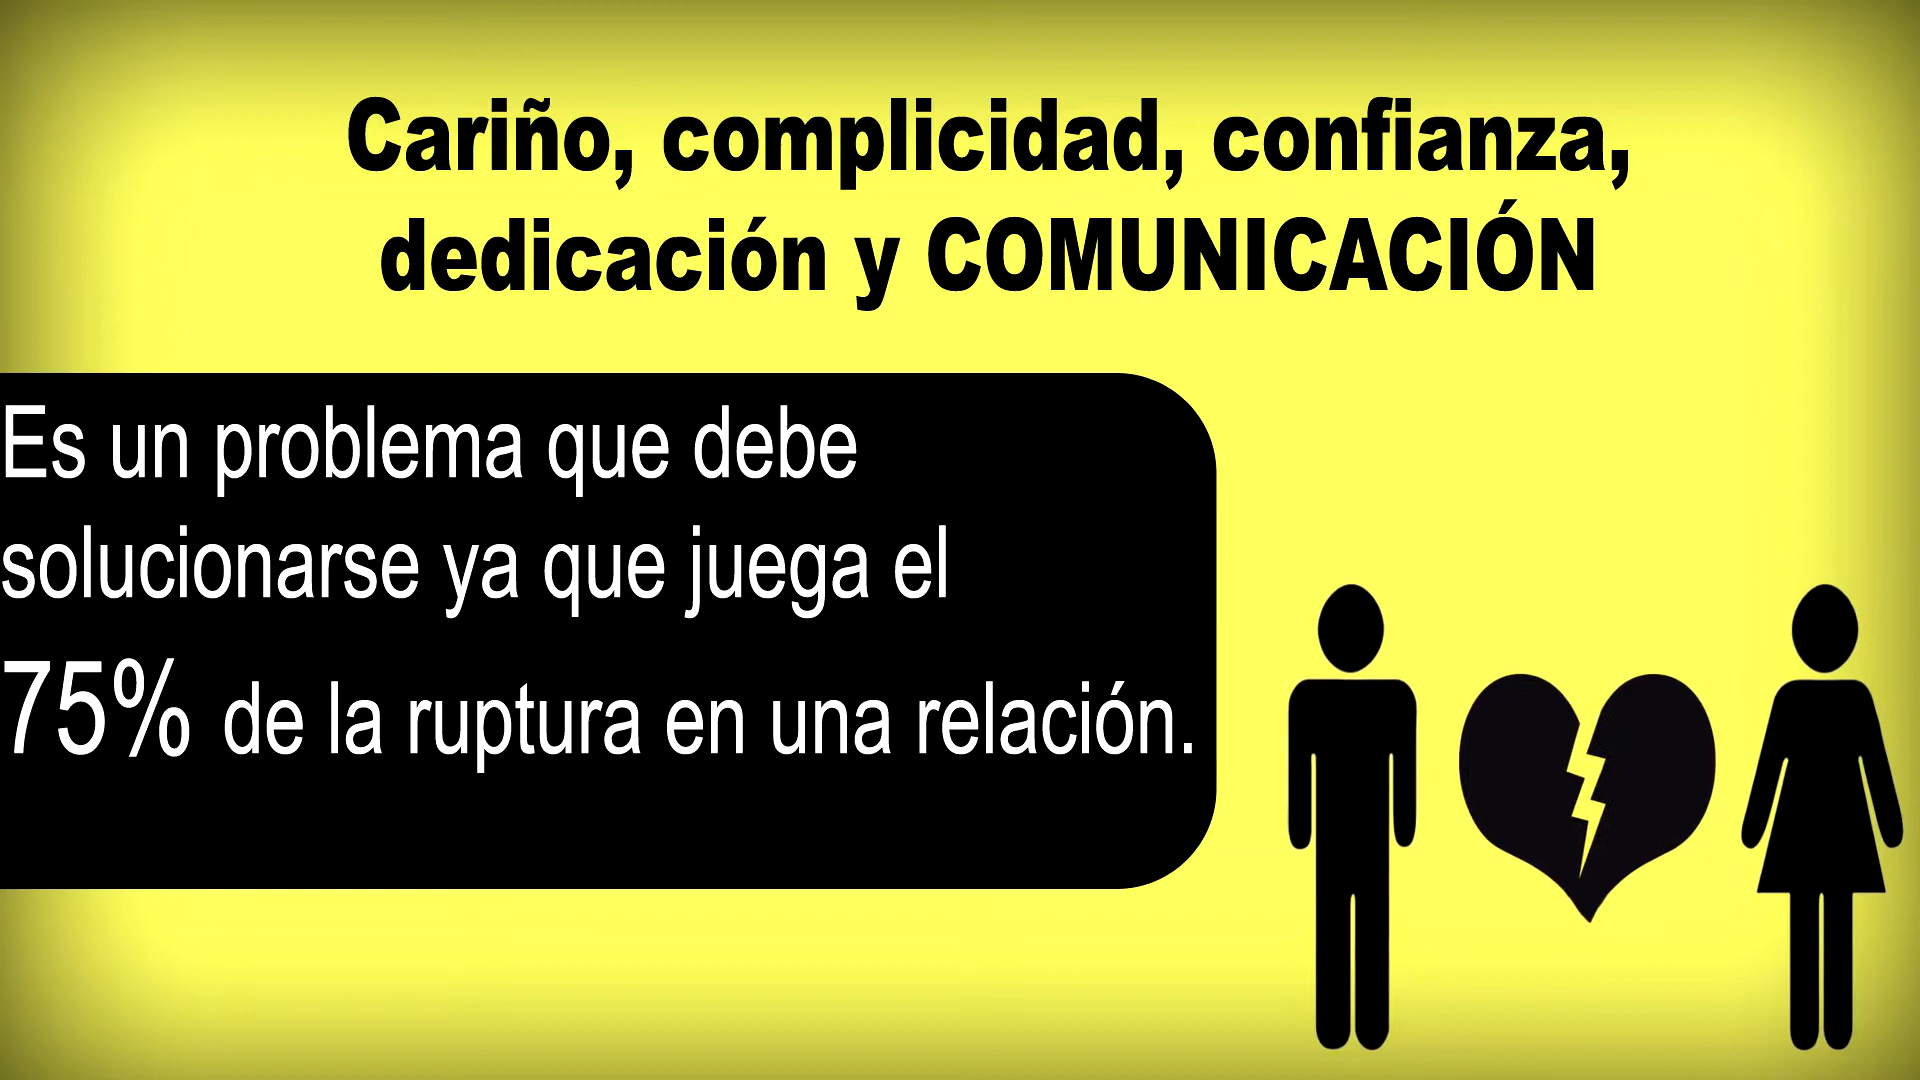 Cariño, complicidad, confianza,
dedicación y COMUNICACIÓN
Es un problema que debe
solucionarse ya que juega el
75% de la ruptura en una relación.